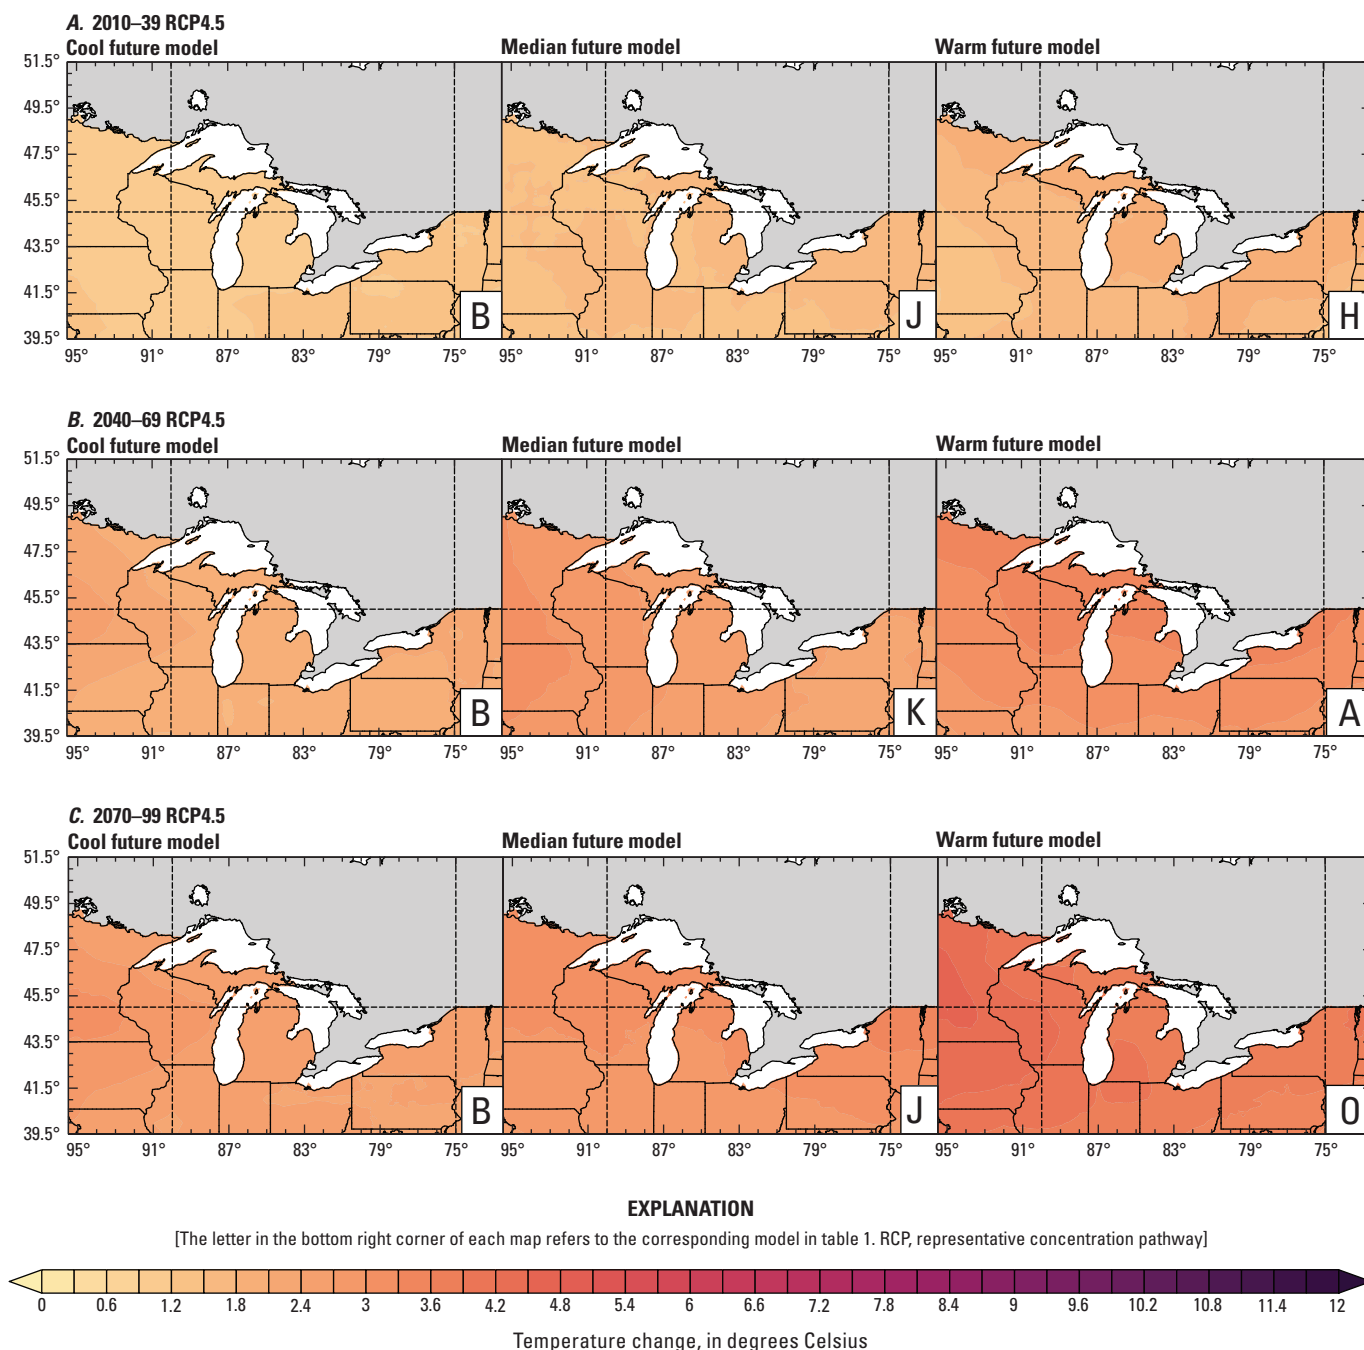 A. 2010–39 RCP4.5
Cool future model Median future model Warm future model
51.5°
49.5°
47.5°
45.5°
43.5°
41.5°
39.5°
B J H
95° 91° 87° 83° 79° 75° 95° 91° 87° 83° 79° 75° 95° 91° 87° 83° 79° 75°
B. 2040–69 RCP4.5
Cool future model Median future model Warm future model
51.5°
49.5°
47.5°
45.5°
43.5°
41.5°
39.5°
B K A
95° 91° 87° 83° 79° 75° 95° 91° 87° 83° 79° 75° 95° 91° 87° 83° 79° 75°
C. 2070–99 RCP4.5
Cool future model Median future model Warm future model
51.5°
49.5°
47.5°
45.5°
43.5°
41.5°
39.5°
B J O
95° 91° 87° 83° 79° 75° 95° 91° 87° 83° 79° 75° 95° 91° 87° 83° 79° 75°
EXPLANATION
[The letter in the bottom right corner of each map refers to the corresponding model in table 1. RCP, representative concentration pathway]
0 0.6 1.2 1.8 2.4 3 3.6 4.2 4.8 5.4 6 6.6 7.2 7.8 8.4 9 9.6 10.2 10.8 11.4 12
Temperature change, in degrees Celsius